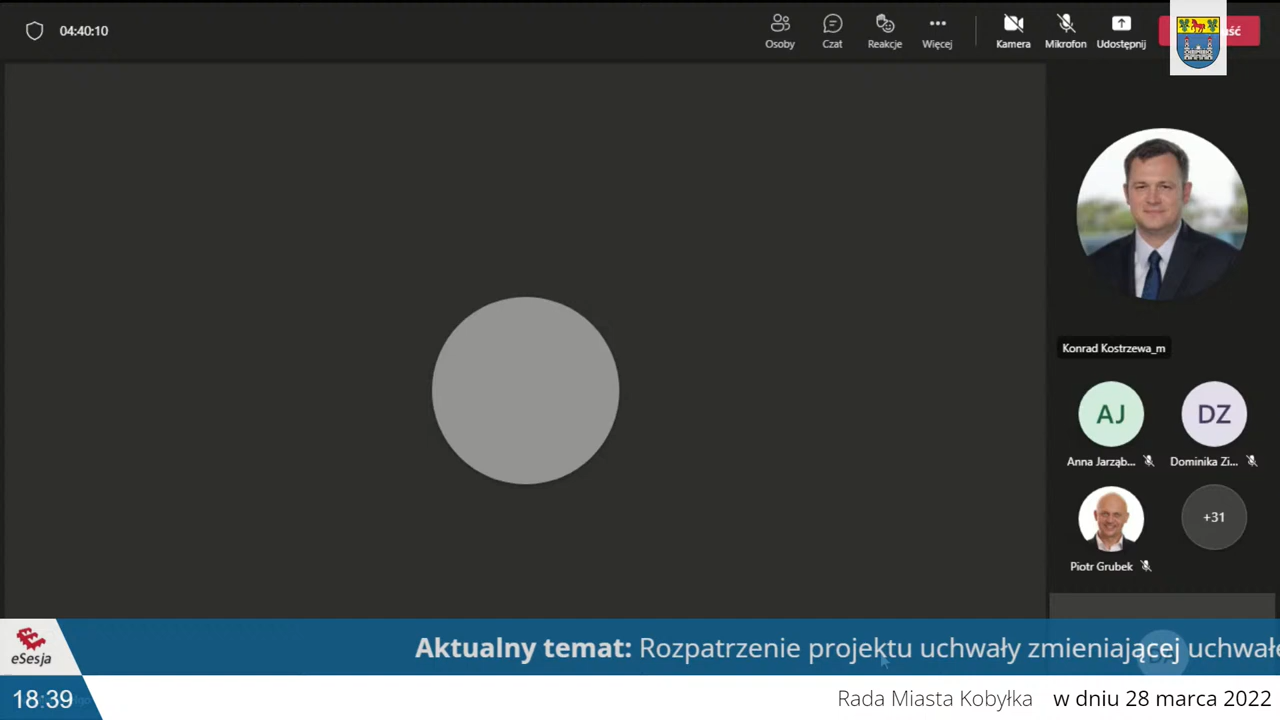 04:40:10
Osoby
Czat
Reakcje
Więcej
Kamera
Mikrofon
Udostępnij
Konrad Kostrzewa_m
AJ
DZ
Anna Jarząb...
Dominika Zi...
+31
Piotr Grubek
eSesja
Aktualny temat: Rozpatrzenie projektu uchwały zmieniającej uchwałę
18:39
Rada Miasta Kobyłka w dniu 28 marca 2022